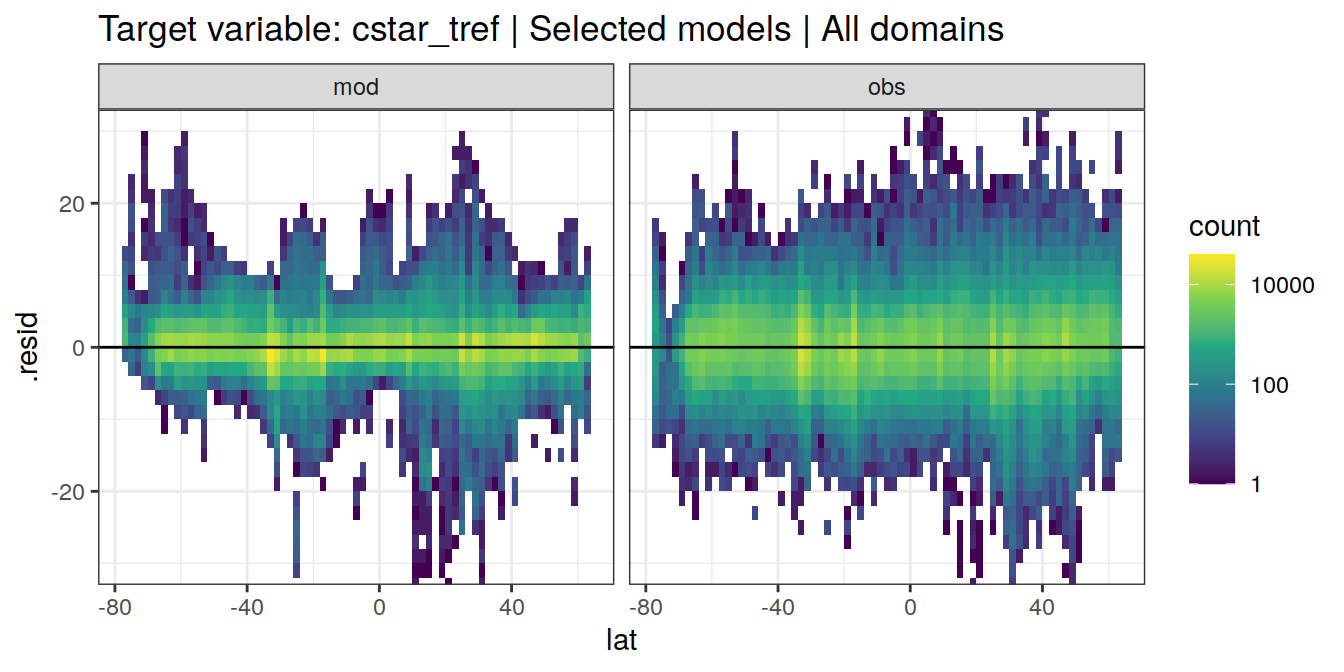 Target variable: cstar_tref | Selected models | All domains
mod
obs
20
0
-20
.resid
-80
-40
0
40
-80
-40
0
40
lat
count
10000
100
1